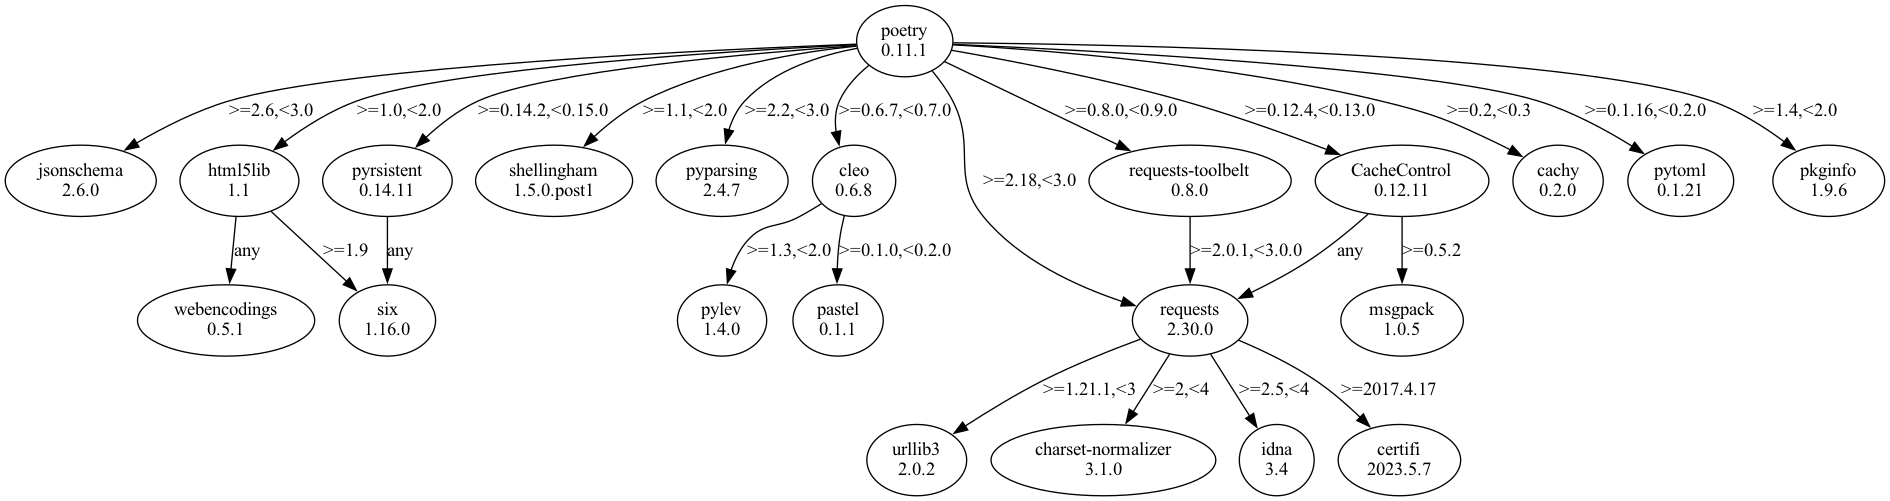 poetry
0.11.1
>=2.6,<3.0
>=1.0,<2.0
>=0.14.2,<0.15.0
>=1.1,<2.0
>=2.2,<3.0
>=0.6.7,<0.7.0
>=0.8.0,<0.9.0
>=0.12.4,<0.13.0
>=0.2,<0.3
>=0.1.16,<0.2.0
>=1.4,<2.0
jsonschema
2.6.0
html5lib
1.1
pyrsistent
0.14.11
shellingham
1.5.0.post1
pyparsing
2.4.7
cleo
0.6.8
>=2.18,<3.0
requests-toolbelt
0.8.0
CacheControl
0.12.11
cachy
0.2.0
pytoml
0.1.21
pkginfo
1.9.6
any
>=1.9
any
>=1.3,<2.0
>=0.1.0,<0.2.0
>=2.0.1,<3.0.0
any
>=0.5.2
webencodings
0.5.1
six
1.16.0
pylev
1.4.0
pastel
0.1.1
requests
2.30.0
msgpack
1.0.5
>=1.21.1,<3
>=2,<4
>=2.5,<4
>=2017.4.17
urllib3
2.0.2
charset-normalizer
3.1.0
idna
3.4
certifi
2023.5.7